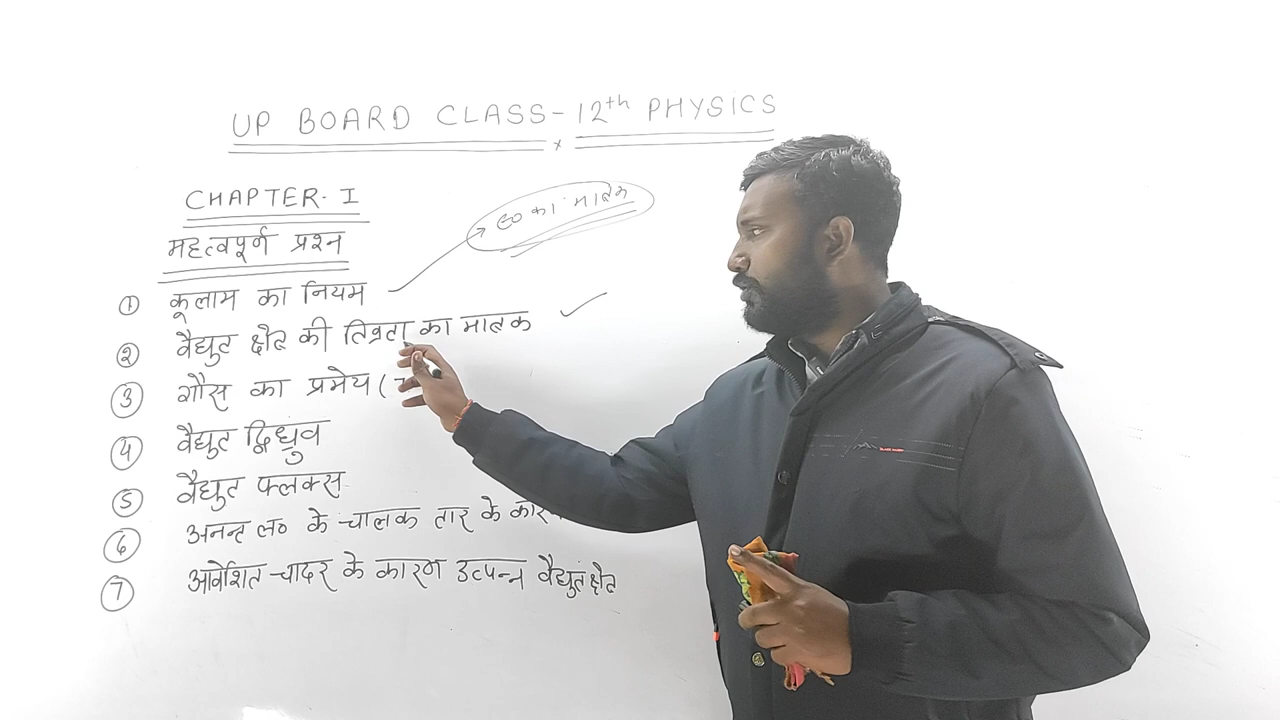 UP BOARD CLASS-12th PHYSICS
CHAPTER-I
महत्वपूर्ण प्रश्न
① कूलाम का नियम
का मात्रक
② वैद्युत क्षेत्र की तिव्रता का मात्रक
③ गौस का प्रमेय (
④ वैद्युत द्विध्रुव
⑤ वैद्युत फ्लक्स
⑥ अनन्त ल० के चालक तार के
⑦ आवेशित चादर के कारण उत्पन्न वैद्युत क्षेत्र